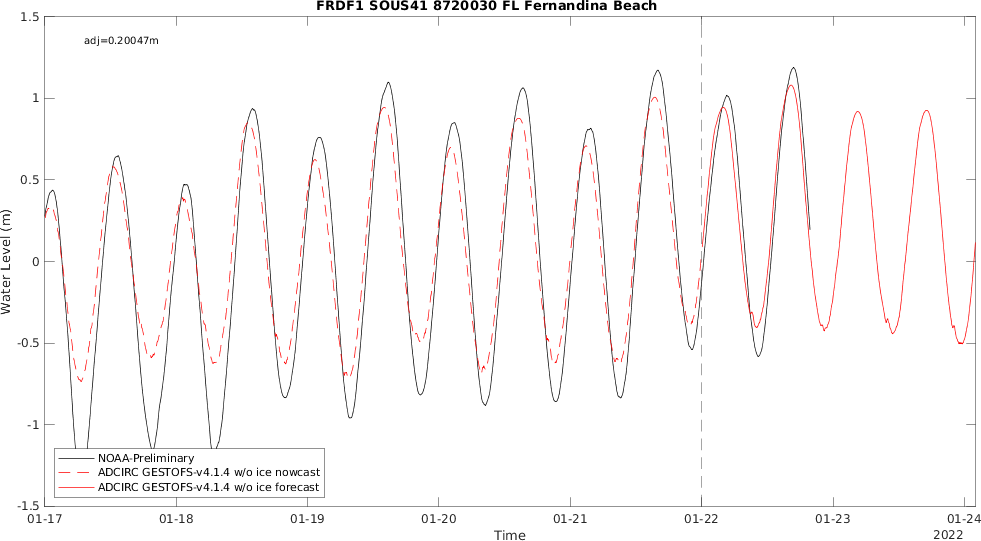 FRDF1 SOUS41 8720030 FL Fernandina Beach
adj=0.20047m
1.5
1
0.5
0
-0.5
-1
-1.5
Water Level (m)
NOAA-Preliminary
ADCIRC GESTOFS-v4.1.4 w/o ice nowcast
ADCIRC GESTOFS-v4.1.4 w/o ice forecast
01-17 01-18 01-19 01-20 01-21 01-22 01-23 01-24
Time
2022